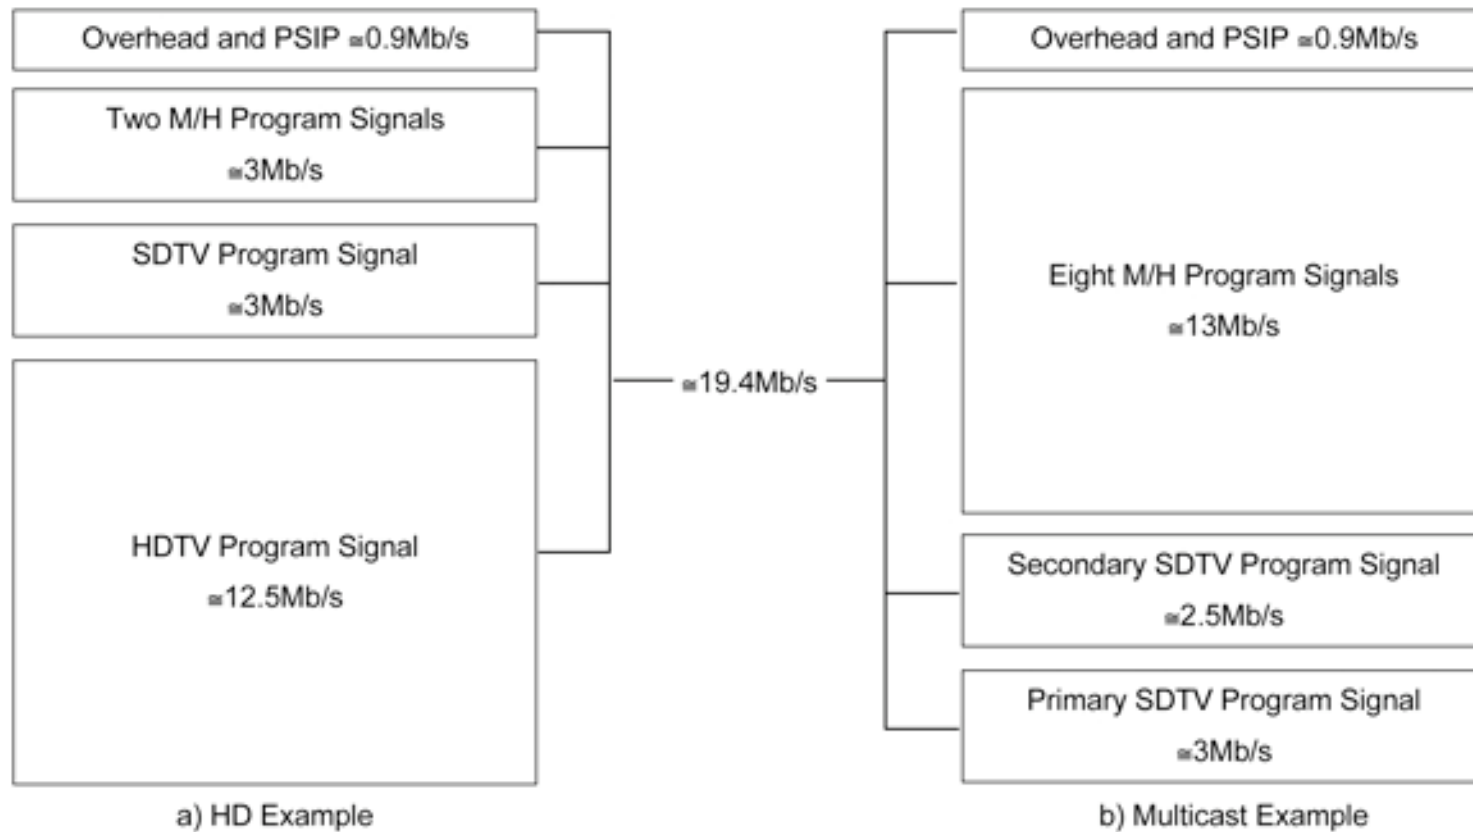 Overhead and PSIP ≅0.9Mb/s
Two M/H Program Signals
≅3Mb/s
SDTV Program Signal
≅3Mb/s
HDTV Program Signal
≅12.5Mb/s
a) HD Example
≅19.4Mb/s
Overhead and PSIP ≅0.9Mb/s
Eight M/H Program Signals
≅13Mb/s
Secondary SDTV Program Signal
≅2.5Mb/s
Primary SDTV Program Signal
≅3Mb/s
b) Multicast Example